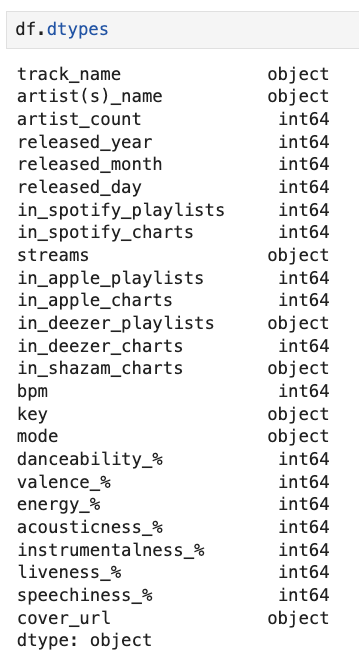 df.dtypes
track_name object
artist(s)_name object
artist_count int64
released_year int64
released_month int64
released_day int64
in_spotify_playlists int64
in_spotify_charts int64
streams object
in_apple_playlists int64
in_apple_charts int64
in_deezer_playlists object
in_deezer_charts int64
in_shazam_charts object
bpm int64
key object
mode object
danceability_% int64
valence_% int64
energy_% int64
acousticness_% int64
instrumentalness_% int64
liveness_% int64
speechiness_% int64
cover_url object
dtype: object